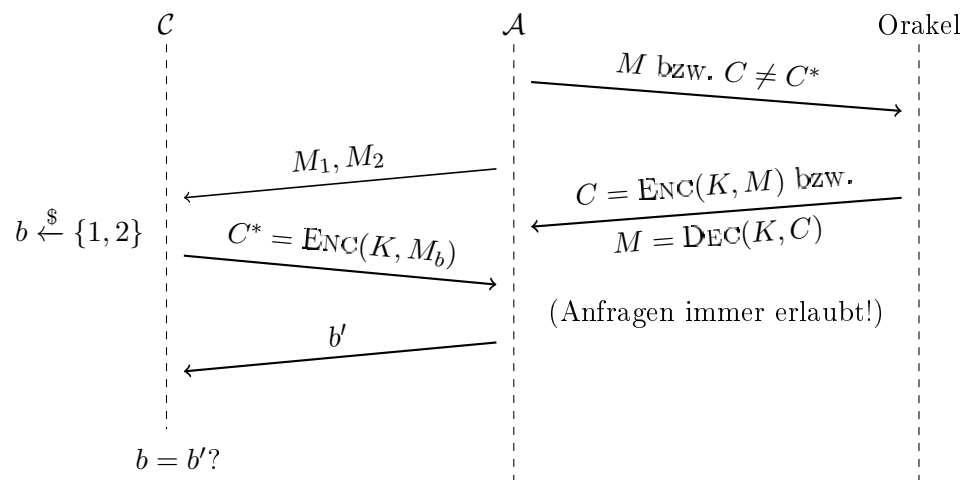 𝒞 𝒜 Orakel
M bzw. C ≠ C*
M₁, M₂
C = ENC(K, M) bzw.
M = DEC(K, C)
b ←$ {1, 2}
C* = ENC(K, M_b)
(Anfragen immer erlaubt!)
b′
b = b′?